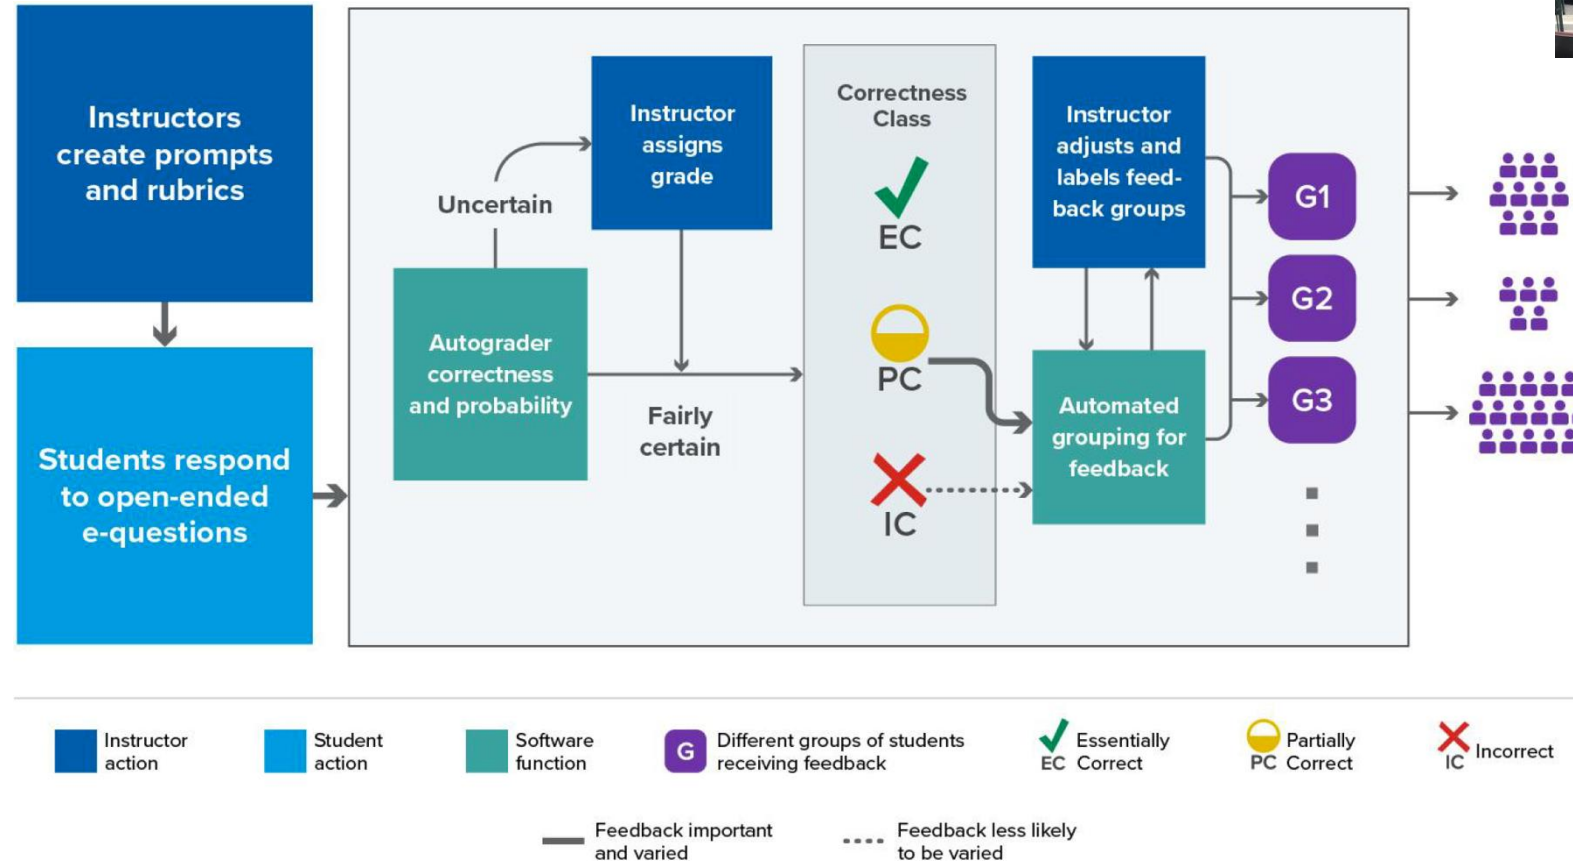 Instructors
create prompts
and rubrics
Students respond
to open-ended
e-questions
Uncertain
Autograder
correctness
and probability
Instructor
assigns
grade
Fairly
certain
Correctness
Class
EC
PC
IC
Instructor
adjusts and
labels feed-
back groups
Automated
grouping for
feedback
G1
G2
G3
Instructor
action
Student
action
Software
function
G
Different groups of students
receiving feedback
EC
Essentially
Correct
PC
Partially
Correct
IC
Incorrect
Feedback important
and varied
Feedback less likely
to be varied